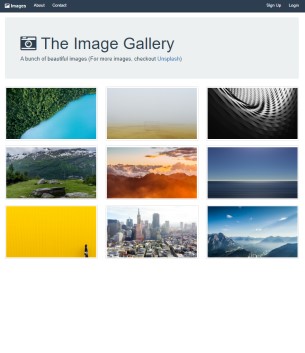 Images About Contact Sign Up Login
The Image Gallery
A bunch of beautiful images (For more images, checkout Unsplash)